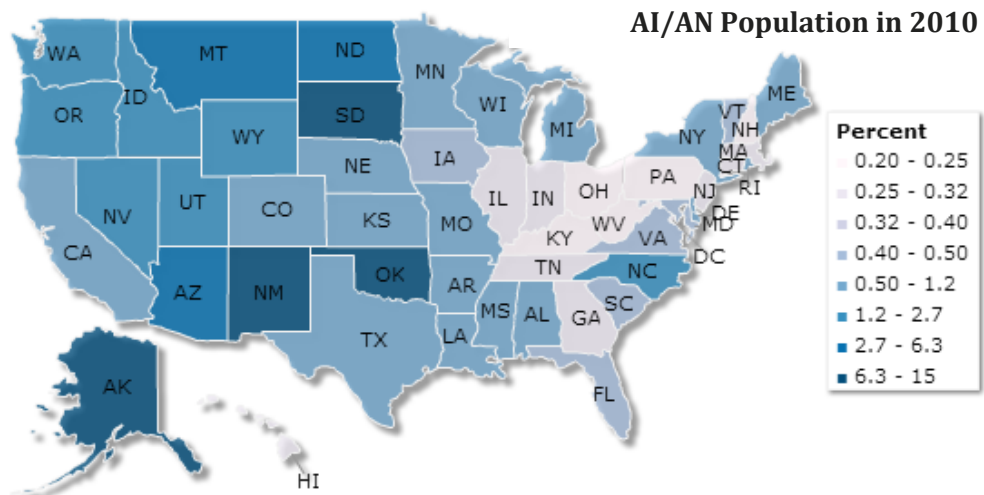 AI/AN Population in 2010
WA
MT
ND
MN
ME
ID
OR
SD
WI
VT
NH
WY
MI
NY
MA
CT
RI
NE
IA
PA
NJ
NV
UT
CO
IL
IN
OH
DE
MD
KS
MO
WV
VA
DC
CA
KY
TN
NC
AZ
NM
OK
AR
SC
MS
AL
GA
TX
LA
FL
AK
HI
Percent
0.20 - 0.25
0.25 - 0.32
0.32 - 0.40
0.40 - 0.50
0.50 - 1.2
1.2 - 2.7
2.7 - 6.3
6.3 - 15